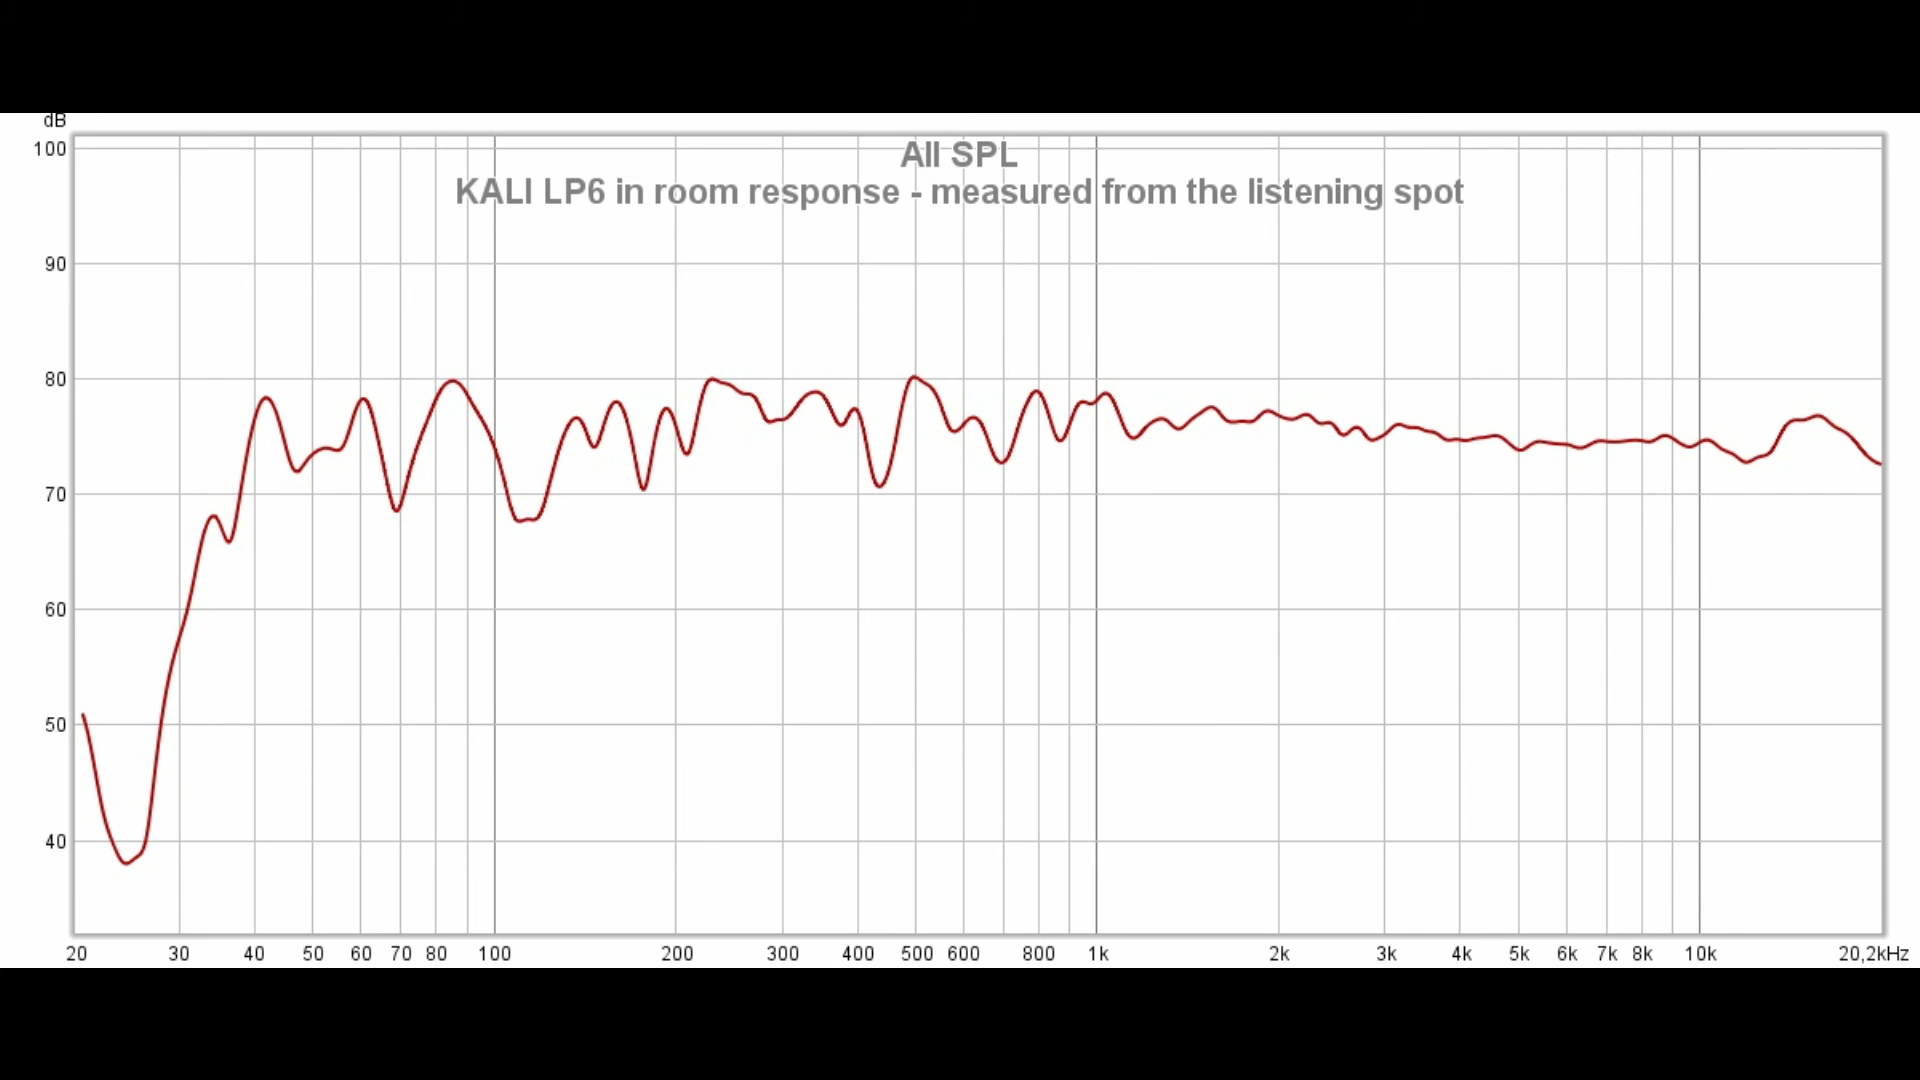 dB
All SPL
KALI LP6 in room response - measured from the listening spot
100
90
80
70
60
50
40
20 30 40 50 60 70 80 100 200 300 400 500 600 800 1k 2k 3k 4k 5k 6k 7k 8k 10k 20,2kHz